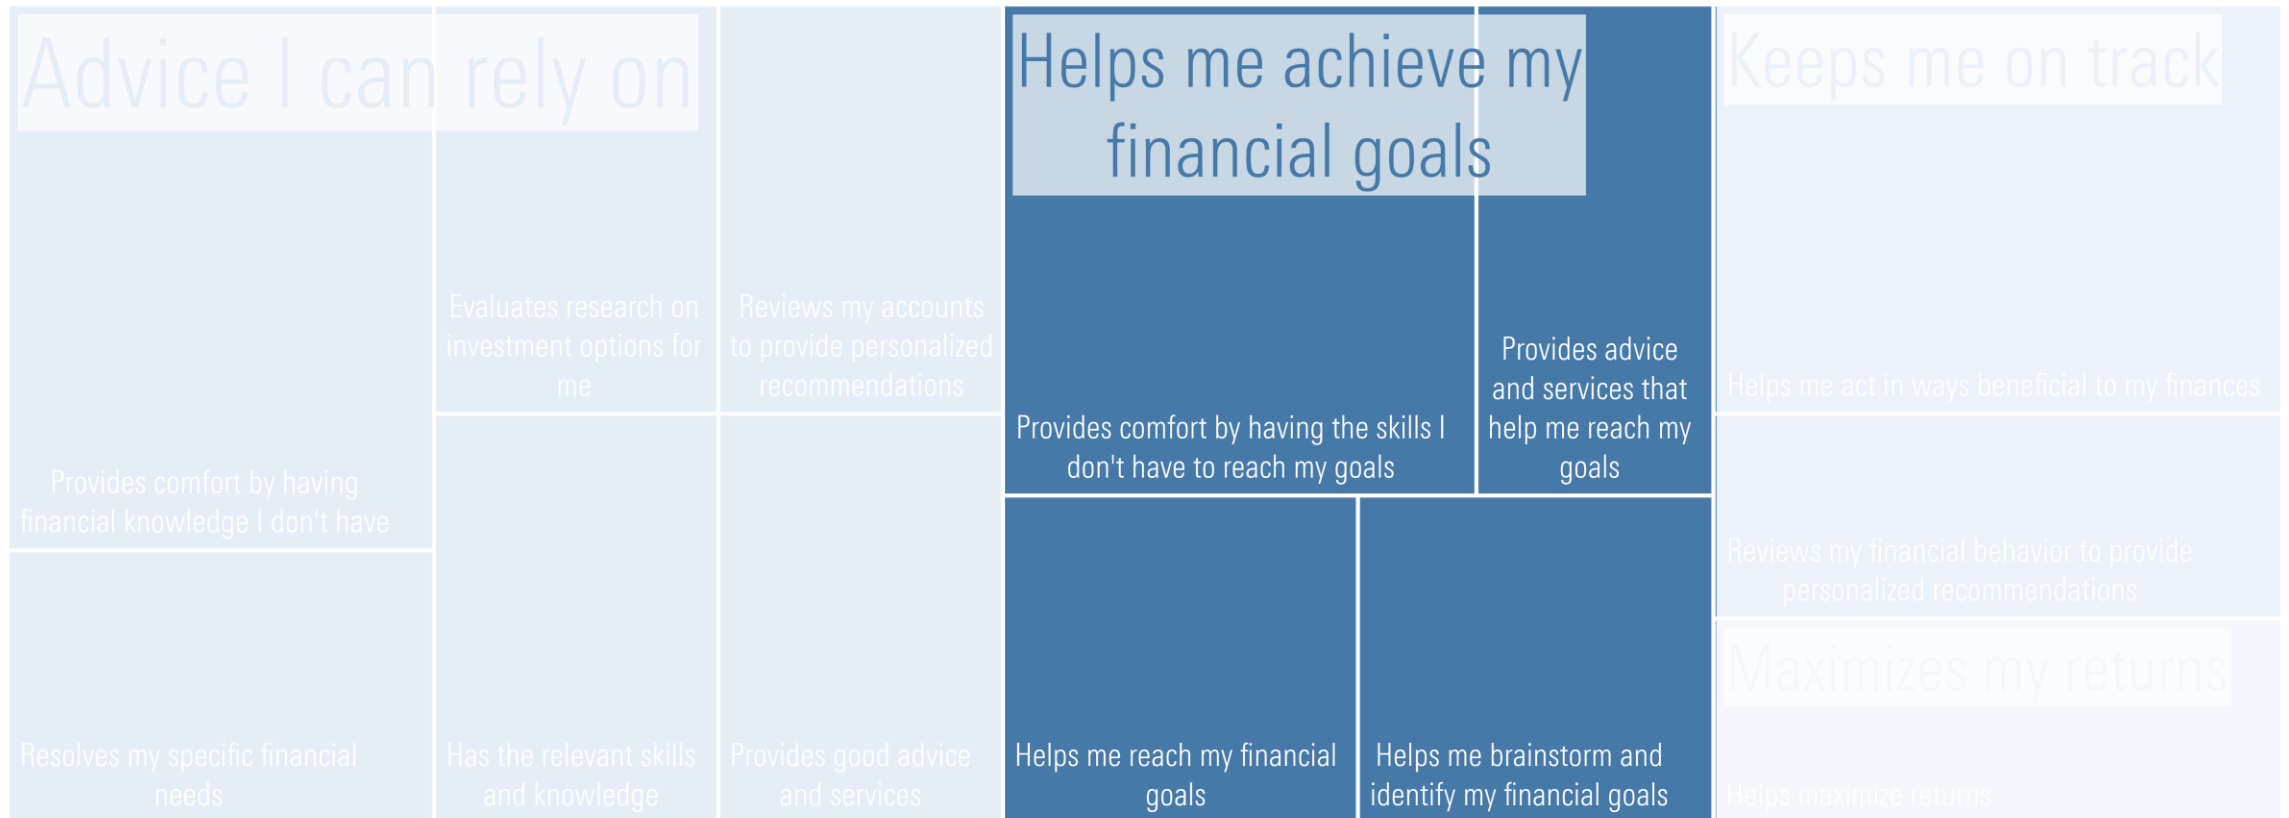 Advice I can rely on
Evaluates research on
investment options for
me
Reviews my accounts
to provide personalized
recommendations
Provides comfort by having
financial knowledge I don't have
Resolves my specific financial
needs
Has the relevant skills
and knowledge
Provides good advice
and services
Helps me achieve my
financial goals
Provides comfort by having the skills I
don't have to reach my goals
Provides advice
and services that
help me reach my
goals
Helps me reach my financial
goals
Helps me brainstorm and
identify my financial goals
Keeps me on track
Helps me act in ways beneficial to my finances
Reviews my financial behavior to provide
personalized recommendations
Maximizes my returns
Helps maximize returns